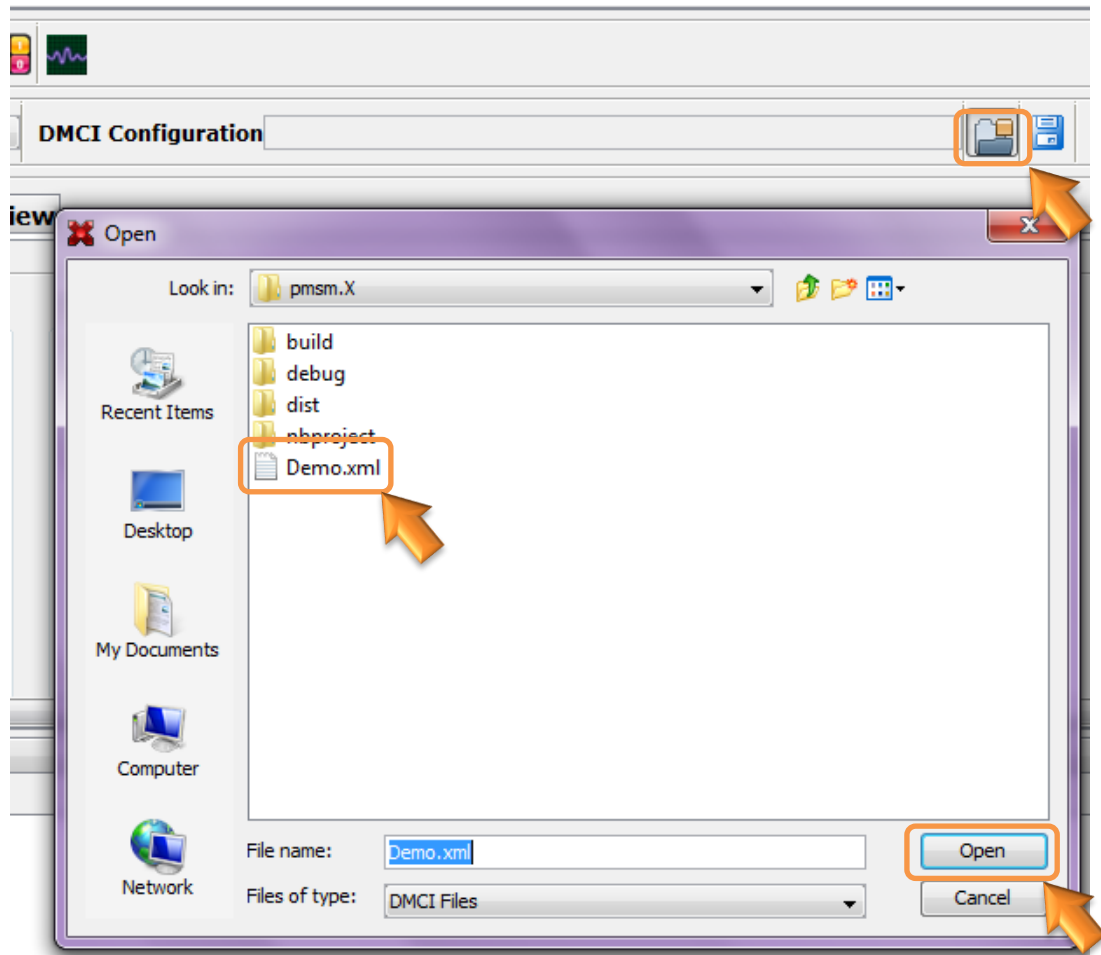 DMCI Configuration
iew
Open
Look in:
pmsm.X
build
debug
dist
nbproject
Demo.xml
Recent Items
Desktop
My Documents
Computer
Network
File name:
Demo.xml
Open
Files of type:
DMCI Files
Cancel